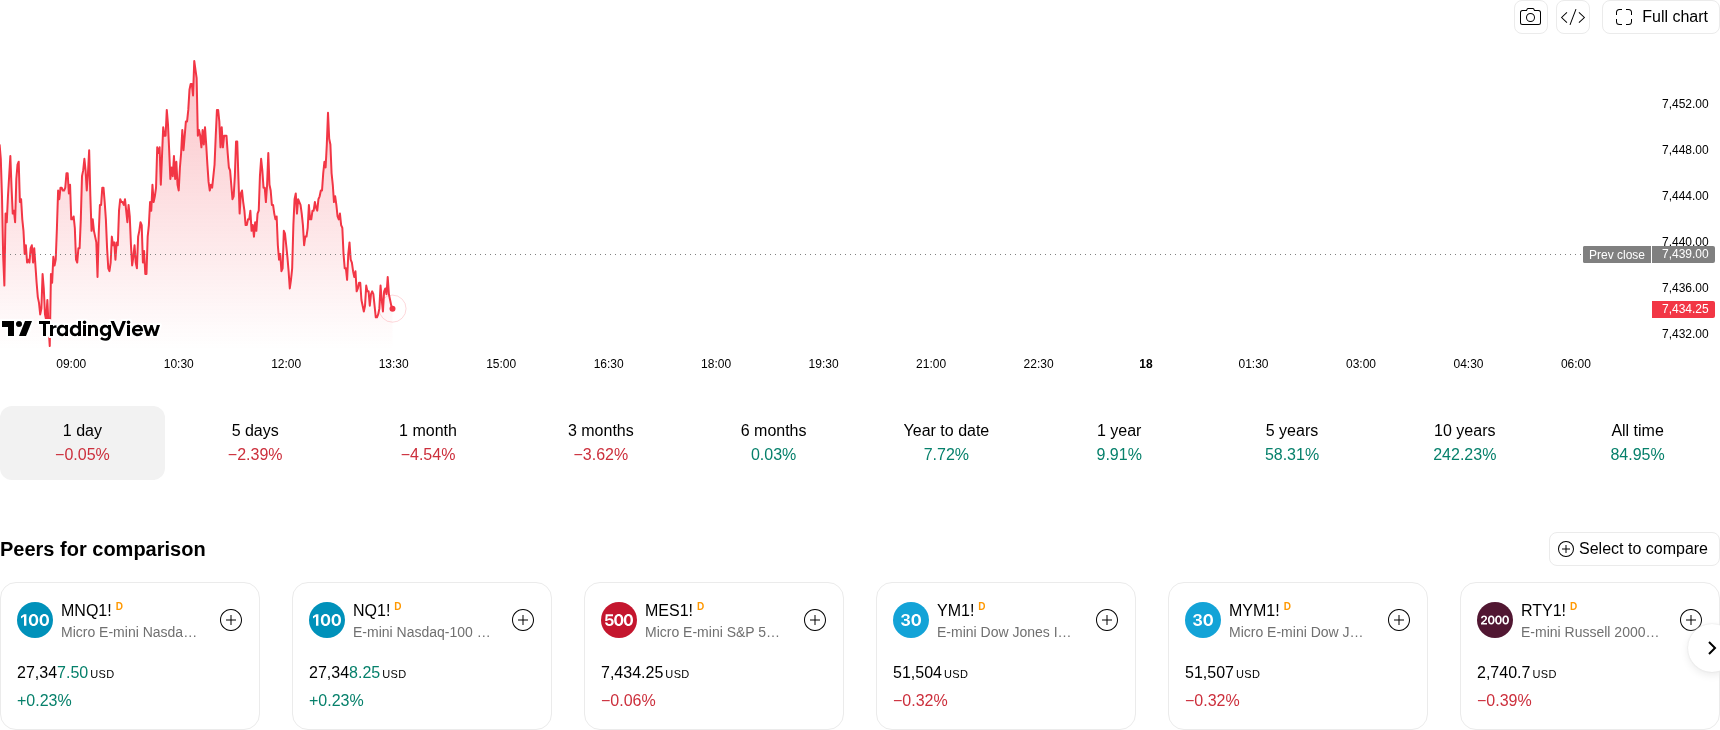 Full chart
7,452.00
7,448.00
7,444.00
7,440.00
Prev close 7,439.00
7,436.00
7,434.25
7,432.00
TradingView
09:00 10:30 12:00 13:30 15:00 16:30 18:00 19:30 21:00 22:30 18 01:30 03:00 04:30 06:00
1 day 5 days 1 month 3 months 6 months Year to date 1 year 5 years 10 years All time
−0.05% −2.39% −4.54% −3.62% 0.03% 7.72% 9.91% 58.31% 242.23% 84.95%
Peers for comparison
Select to compare
100
MNQ1! D
Micro E-mini Nasda…
27,347.50 USD
+0.23%
100
NQ1! D
E-mini Nasdaq-100 …
27,348.25 USD
+0.23%
500
MES1! D
Micro E-mini S&P 5…
7,434.25 USD
−0.06%
30
YM1! D
E-mini Dow Jones I…
51,504 USD
−0.32%
30
MYM1! D
Micro E-mini Dow J…
51,507 USD
−0.32%
2000
RTY1! D
E-mini Russell 2000…
2,740.7 USD
−0.39%